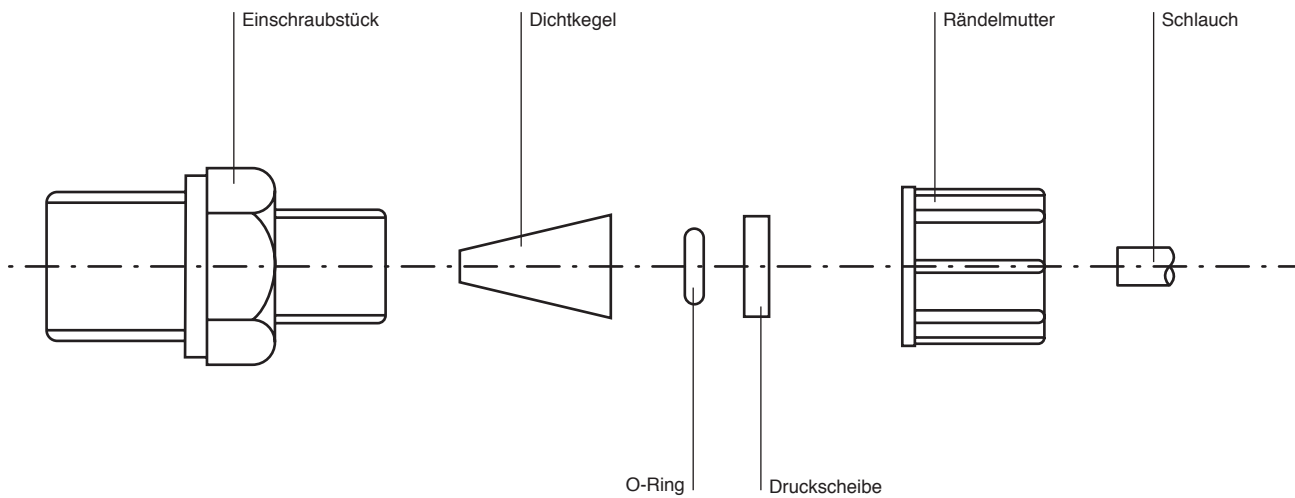 Einschraubstück
Dichtkegel
Rändelmutter
Schlauch
O-Ring
Druckscheibe